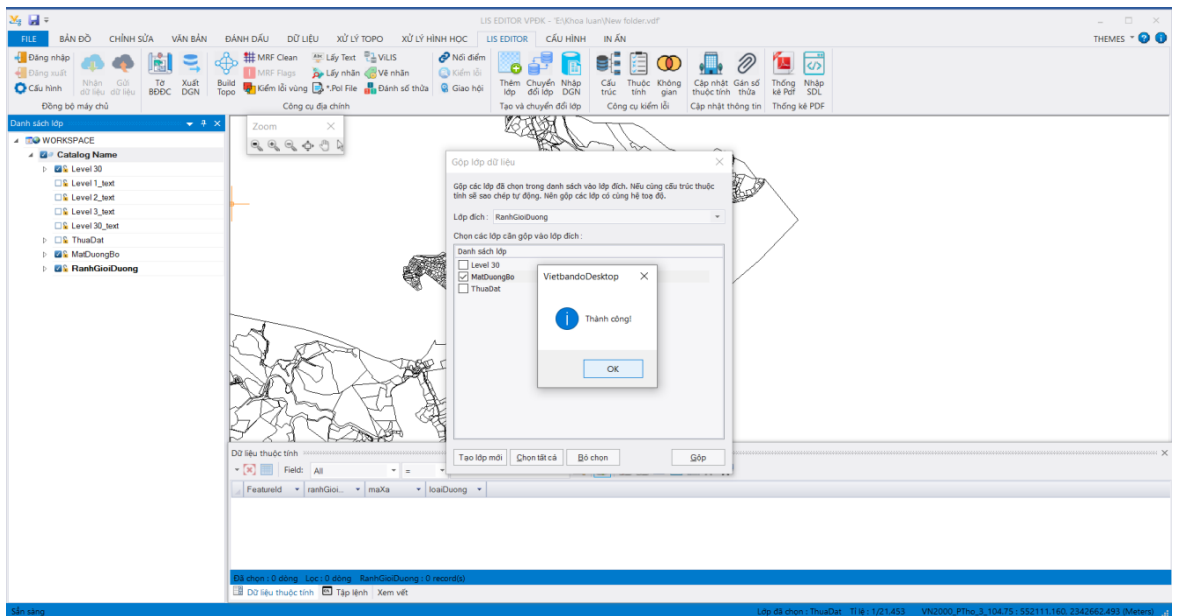 LIS EDITOR VPĐK - 'E:\Khoa luan\New folder.vdf'
FILE BẢN ĐỒ CHỈNH SỬA VĂN BẢN ĐÁNH DẤU DỮ LIỆU XỬ LÝ TOPO XỬ LÝ HÌNH HỌC LIS EDITOR CẤU HÌNH IN ẤN THEMES
Đăng nhập
Đăng suất
Cấu hình
Nhận dữ liệu
Gửi dữ liệu
Tờ BĐĐC
Xuất DGN
Đồng bộ máy chủ
Build Topo
MRF Clean
MRF Flags
Kiểm lỗi vùng
Lấy Text
Lấy nhãn
*.Pol File
ViLIS
Vẽ nhãn
Đánh số thửa
Nối điểm
Kiểm lỗi
Giao hội
Công cụ địa chính
Thêm lớp
Chuyển đổi lớp
Nhập DGN
Tạo và chuyển đổi lớp
Cấu trúc
Thuộc tính
Không gian
Công cụ kiểm lỗi
Cập nhật thuộc tính
Gán số thửa
Cập nhật thông tin
Thống kê Pdf
Nhập SDL
Thống kê PDF
Danh sách lớp
WORKSPACE
Catalog Name
Level 30
Level 1_text
Level 2_text
Level 3_text
Level 30_text
ThuaDat
MatDuongBo
RanhGioiDuong
Zoom
Gộp lớp dữ liệu
Gộp các lớp đã chọn trong danh sách vào lớp đích. Nếu cùng cấu trúc thuộc
tính sẽ sao chép tự động. Nên gộp các lớp có cùng hệ toạ độ.
Lớp đích : RanhGioiDuong
Chọn các lớp cần gộp vào lớp đích :
Danh sách lớp
Level 30
MatDuongBo
ThuaDat
VietbandoDesktop
Thành công!
OK
Tạo lớp mới Chọn tất cả Bỏ chọn Gộp
Dữ liệu thuộc tính
Field: All =
FeatureId ranhGioi... maXa loaiDuong
Đã chọn : 0 dòng Lọc : 0 dòng RanhGioiDuong : 0 record(s)
Dữ liệu thuộc tính Tập lệnh Xem vết
Sẵn sàng Lớp đã chọn : ThuaDat Tỉ lệ : 1/21,453 VN2000_PTho_3_104.75 : 552111.160, 2342662.493 (Meters)